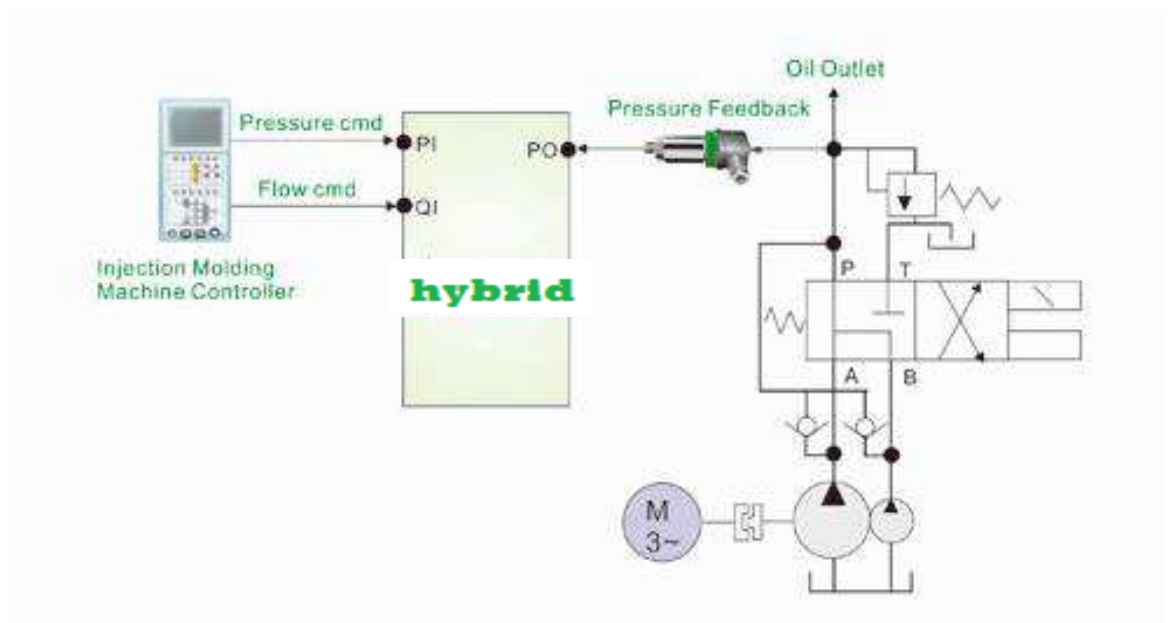 Oil Outlet
Pressure Feedback
Pressure cmd
PI
PO
Flow cmd
QI
Injection Molding
Machine Controller
hybrid
P
T
A
B
M
3~